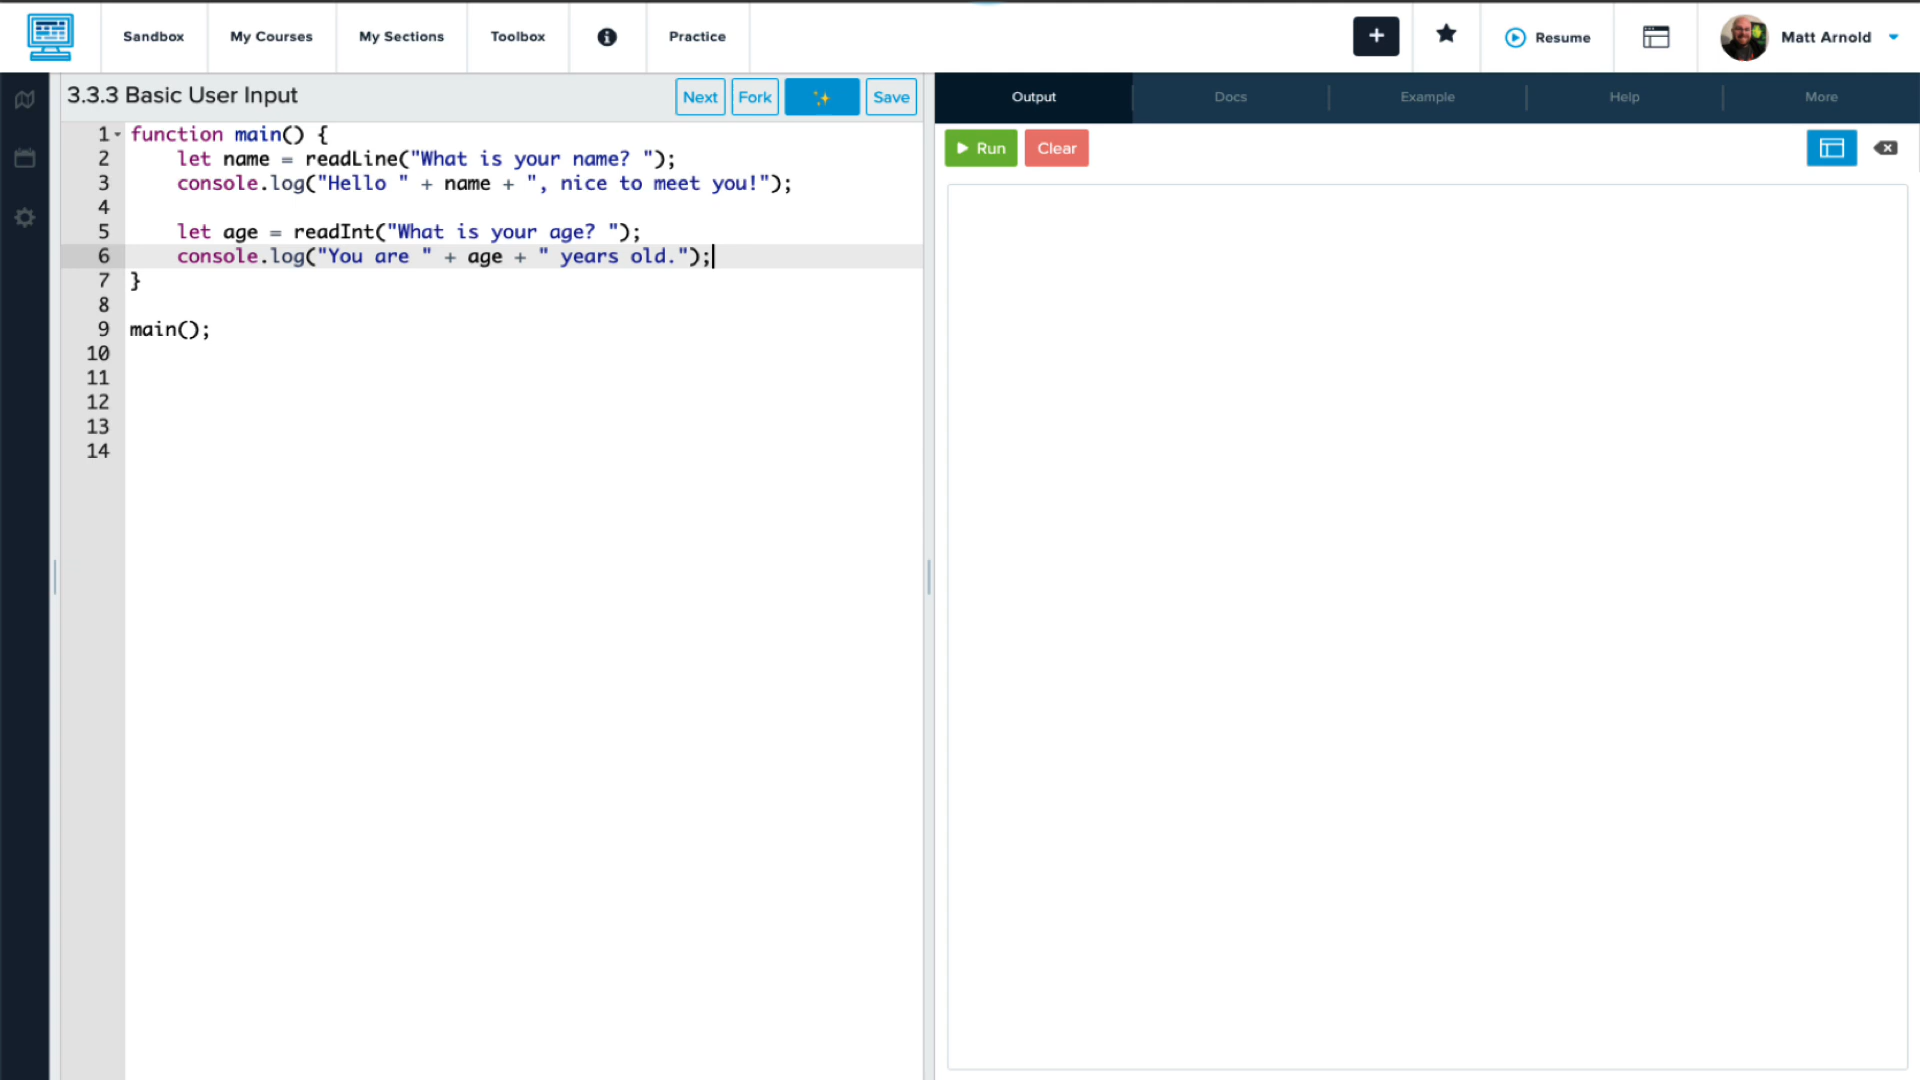 Sandbox My Courses My Sections Toolbox Practice + Resume Matt Arnold
3.3.3 Basic User Input Next Fork Save Output Docs Example Help More
Run Clear
1 function main() {
2     let name = readLine("What is your name? ");
3     console.log("Hello " + name + ", nice to meet you!");
4
5     let age = readInt("What is your age? ");
6     console.log("You are " + age + " years old.");
7 }
8
9 main();
10
11
12
13
14